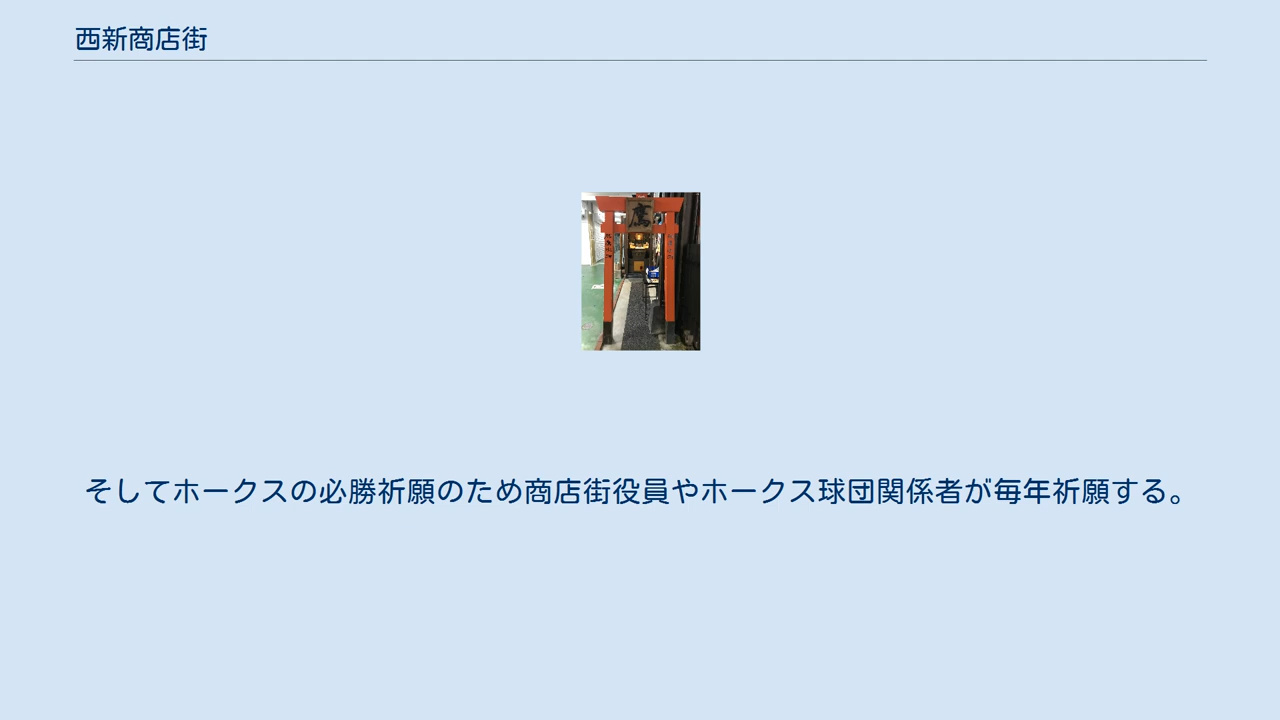 西新商店街
鷹
そしてホークスの必勝祈願のため商店街役員やホークス球団関係者が毎年祈願する。